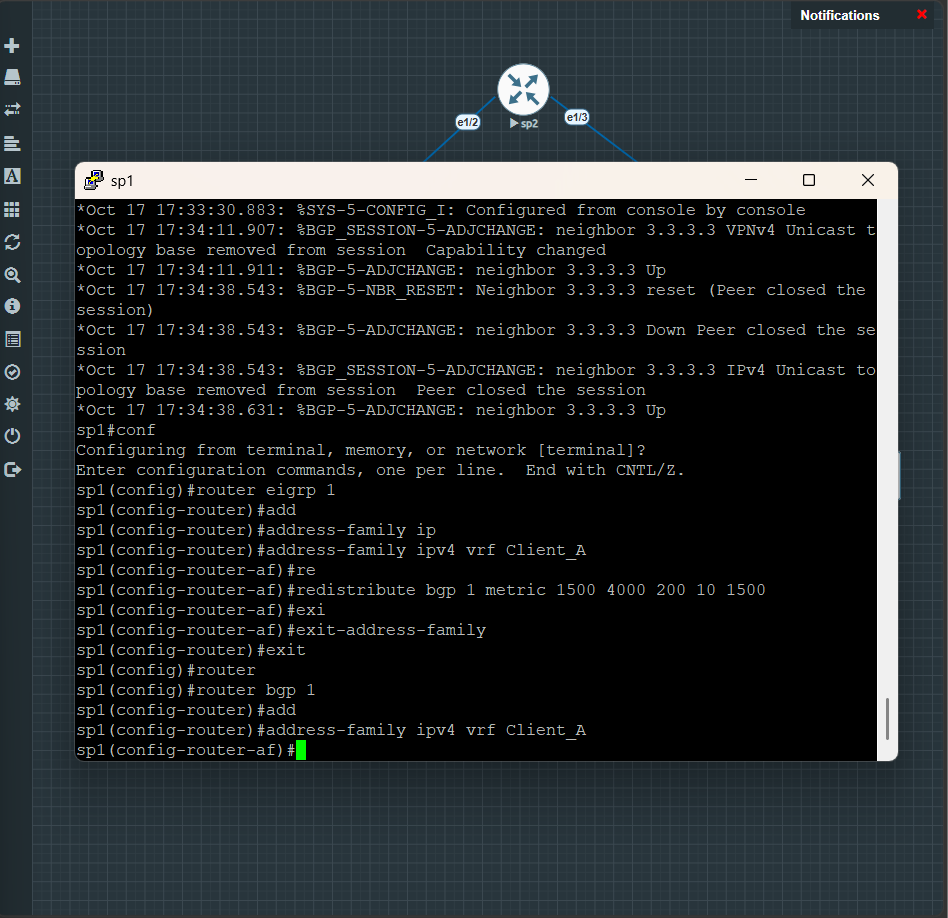 Notifications
e1/2
sp2
e1/3
sp1
*Oct 17 17:33:30.883: %SYS-5-CONFIG_I: Configured from console by console
*Oct 17 17:34:11.907: %BGP_SESSION-5-ADJCHANGE: neighbor 3.3.3.3 VPNv4 Unicast t
opology base removed from session  Capability changed
*Oct 17 17:34:11.911: %BGP-5-ADJCHANGE: neighbor 3.3.3.3 Up
*Oct 17 17:34:38.543: %BGP-5-NBR_RESET: Neighbor 3.3.3.3 reset (Peer closed the
session)
*Oct 17 17:34:38.543: %BGP-5-ADJCHANGE: neighbor 3.3.3.3 Down Peer closed the se
ssion
*Oct 17 17:34:38.543: %BGP_SESSION-5-ADJCHANGE: neighbor 3.3.3.3 IPv4 Unicast to
pology base removed from session  Peer closed the session
*Oct 17 17:34:38.631: %BGP-5-ADJCHANGE: neighbor 3.3.3.3 Up
sp1#conf
Configuring from terminal, memory, or network [terminal]?
Enter configuration commands, one per line.  End with CNTL/Z.
sp1(config)#router eigrp 1
sp1(config-router)#add
sp1(config-router)#address-family ip
sp1(config-router)#address-family ipv4 vrf Client_A
sp1(config-router-af)#re
sp1(config-router-af)#redistribute bgp 1 metric 1500 4000 200 10 1500
sp1(config-router-af)#exi
sp1(config-router-af)#exit-address-family
sp1(config-router)#exit
sp1(config)#router
sp1(config)#router bgp 1
sp1(config-router)#add
sp1(config-router)#address-family ipv4 vrf Client_A
sp1(config-router-af)#